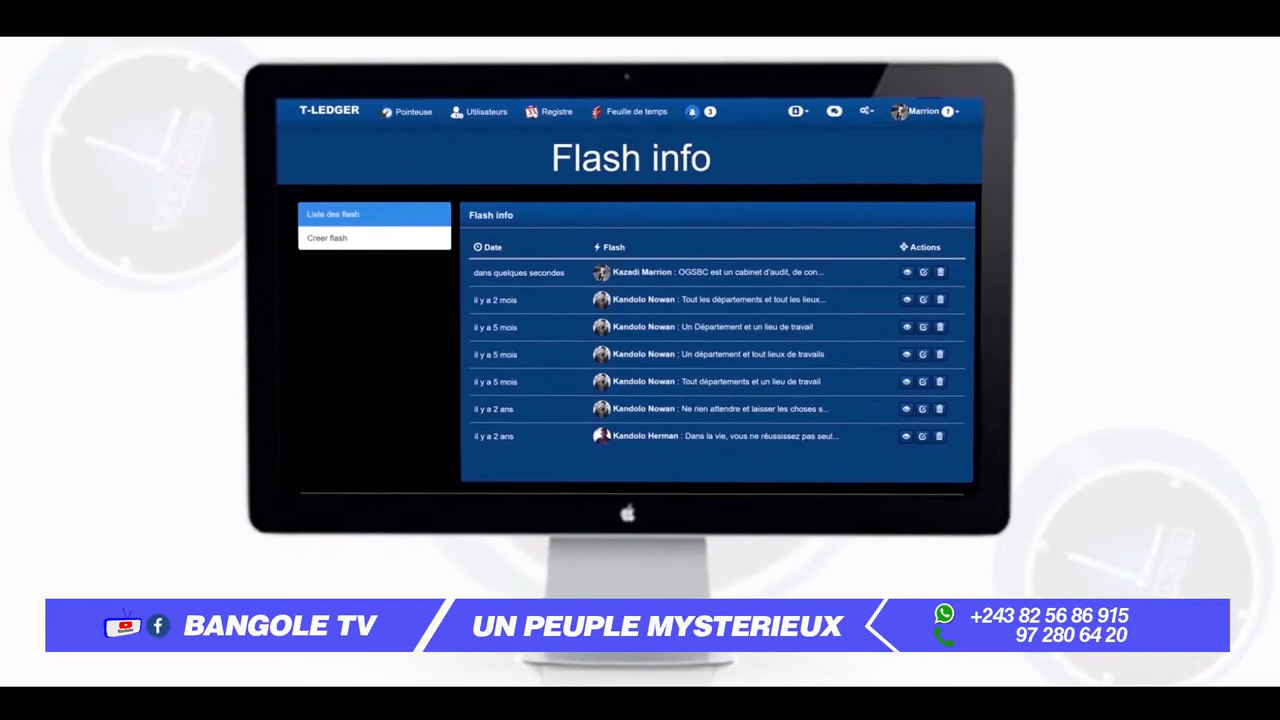 T-LEDGER Pointeuse Utilisateurs Registre Feuille de temps 3 Marrion
Flash info
Liste des flash
Creer flash
Flash info
Date Flash Actions
dans quelques secondes Kazadi Marrion : OGSBC est un cabinet d'audit, de con...
il y a 2 mois Kandolo Nowan : Tout les départements et tout les lieux...
il y a 5 mois Kandolo Nowan : Un Département et un lieu de travail
il y a 5 mois Kandolo Nowan : Un département et tout lieux de travails
il y a 5 mois Kandolo Nowan : Tout départements et un lieu de travail
il y a 2 ans Kandolo Nowan : Ne rien attendre et laisser les choses s...
il y a 2 ans Kandolo Herman : Dans la vie, vous ne réussissez pas seul...
BANGOLE TV
UN PEUPLE MYSTERIEUX
+243 82 56 86 915
97 280 64 20